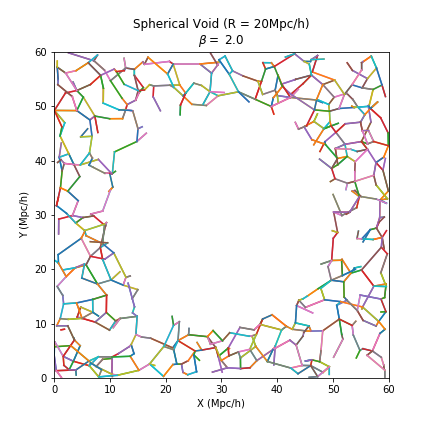 Spherical Void (R = 20Mpc/h)
β = 2.0
60
50
40
30
20
10
0
Y (Mpc/h)
0 10 20 30 40 50 60
X (Mpc/h)